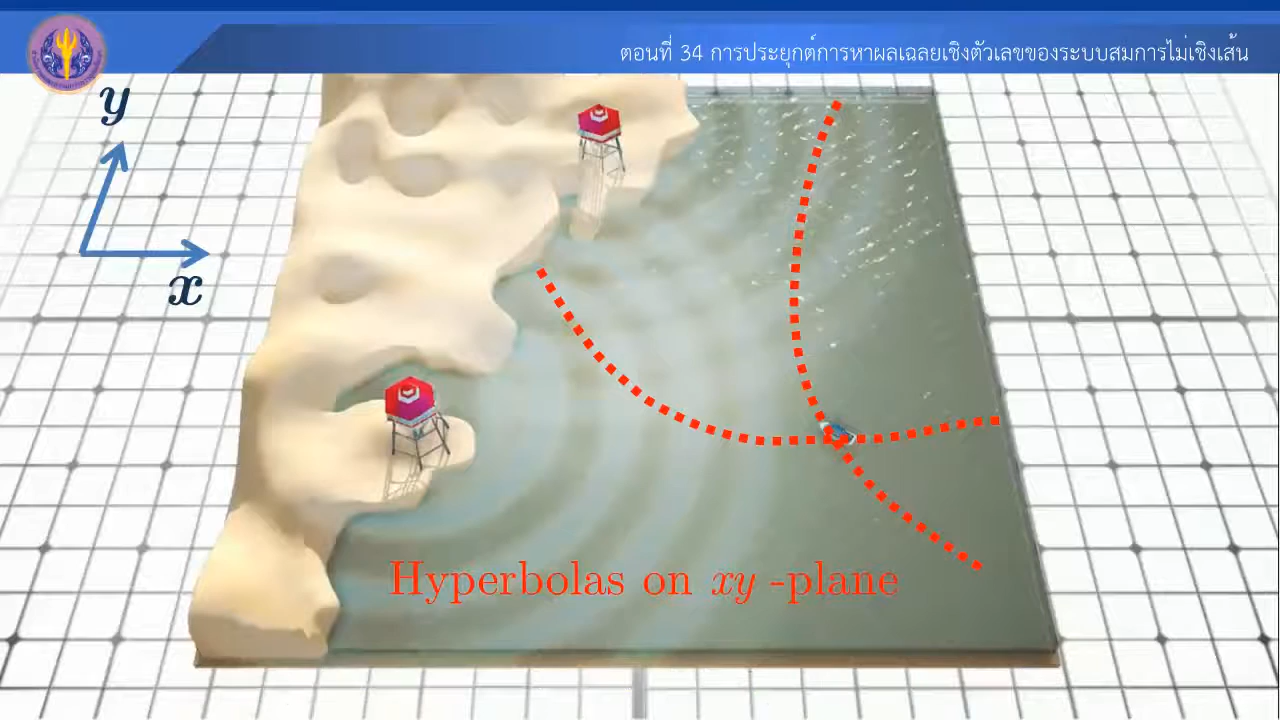 ตอนที่ 34 การประยุกต์การหาผลเฉลยเชิงตัวเลขของระบบสมการไม่เชิงเส้น
y
x
Hyperbolas on xy -plane